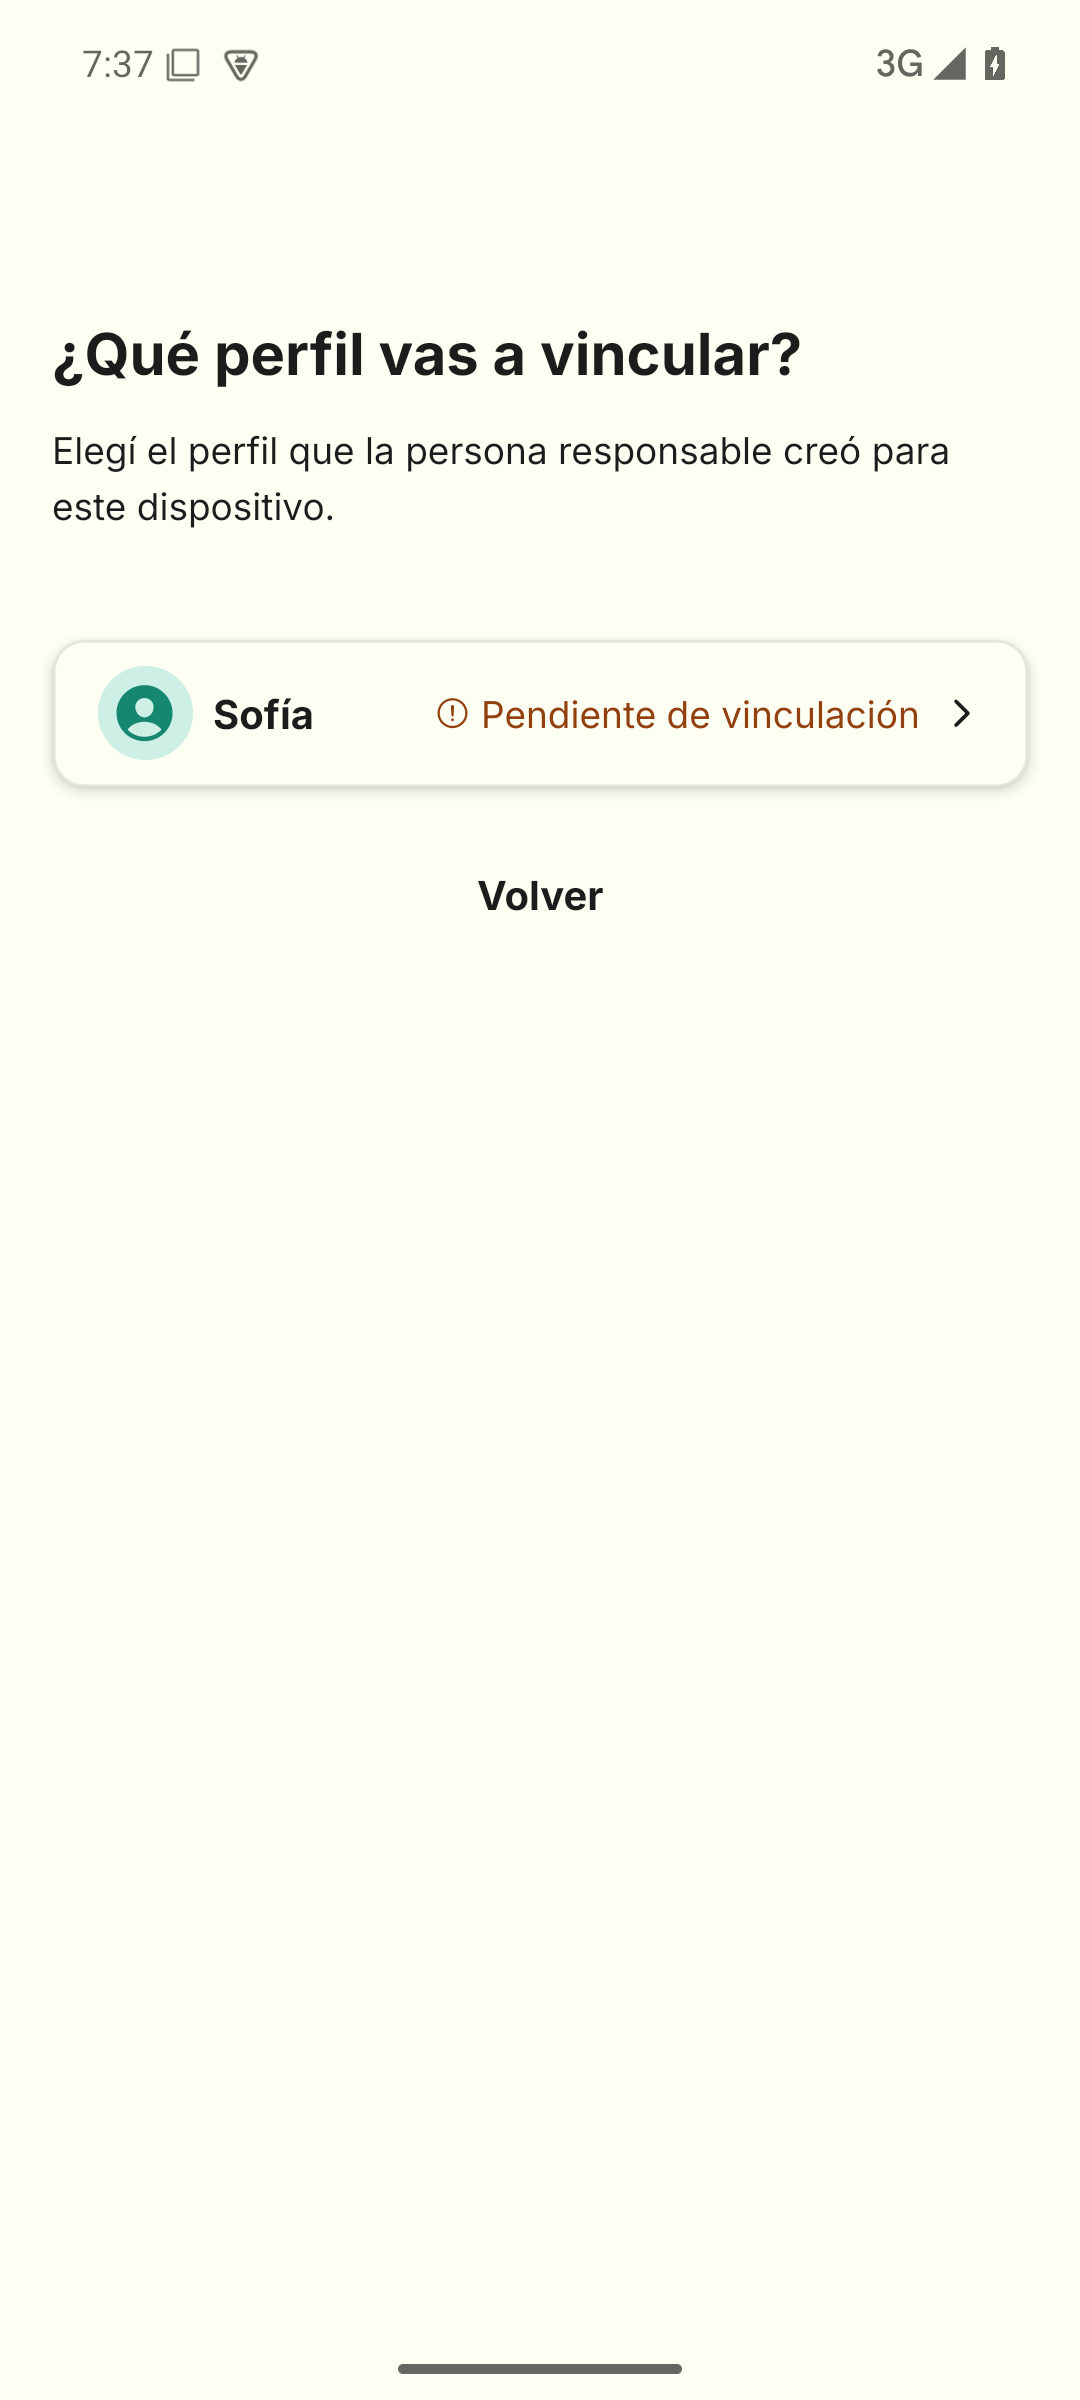 7:37
3G
¿Qué perfil vas a vincular?
Elegí el perfil que la persona responsable creó para
este dispositivo.
Sofía
Pendiente de vinculación
Volver